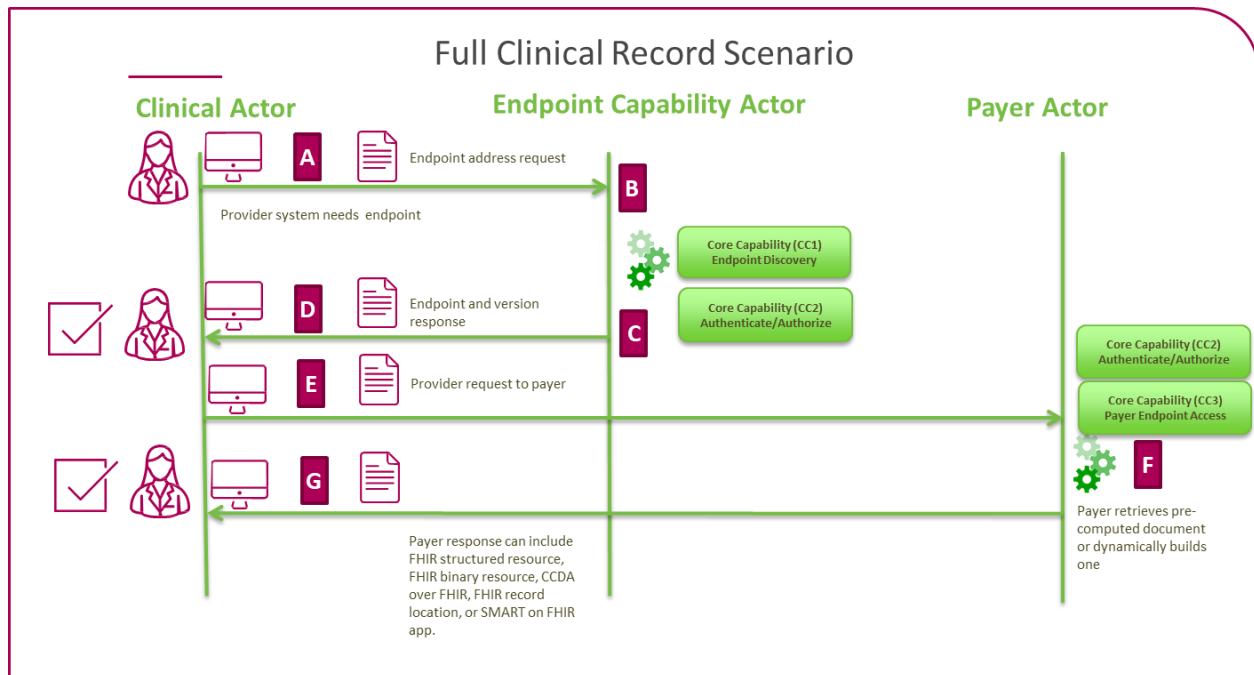 Full Clinical Record Scenario
Clinical Actor
Endpoint Capability Actor
Payer Actor
A
Endpoint address request
B
Provider system needs endpoint
Core Capability (CC1)
Endpoint Discovery
D
Endpoint and version
response
C
Core Capability (CC2)
Authenticate/Authorize
E
Provider request to payer
Core Capability (CC2)
Authenticate/Authorize
Core Capability (CC3)
Payer Endpoint Access
G
F
Payer retrieves pre-
computed document
or dynamically builds
one
Payer response can include
FHIR structured resource,
FHIR binary resource, CCDA
over FHIR, FHIR record
location, or SMART on FHIR
app.